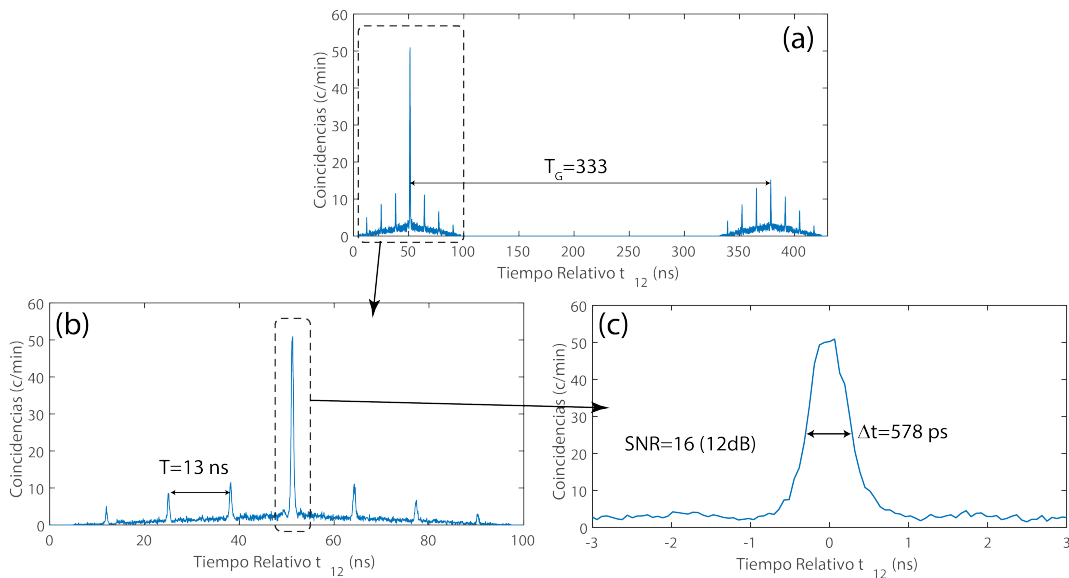 (a)
Coincidencias (c/min)
60
50
40
30
20
10
0
T_G=333
0 50 100 150 200 250 300 350 400
Tiempo Relativo t_12 (ns)
(b)
Coincidencias (c/min)
60
50
40
30
20
10
0
T=13 ns
0 20 40 60 80 100
Tiempo Relativo t_12 (ns)
(c)
Coincidencias (c/min)
60
50
40
30
20
10
0
SNR=16 (12dB)
Δt=578 ps
-3 -2 -1 0 1 2 3
Tiempo Relativo t_12 (ns)